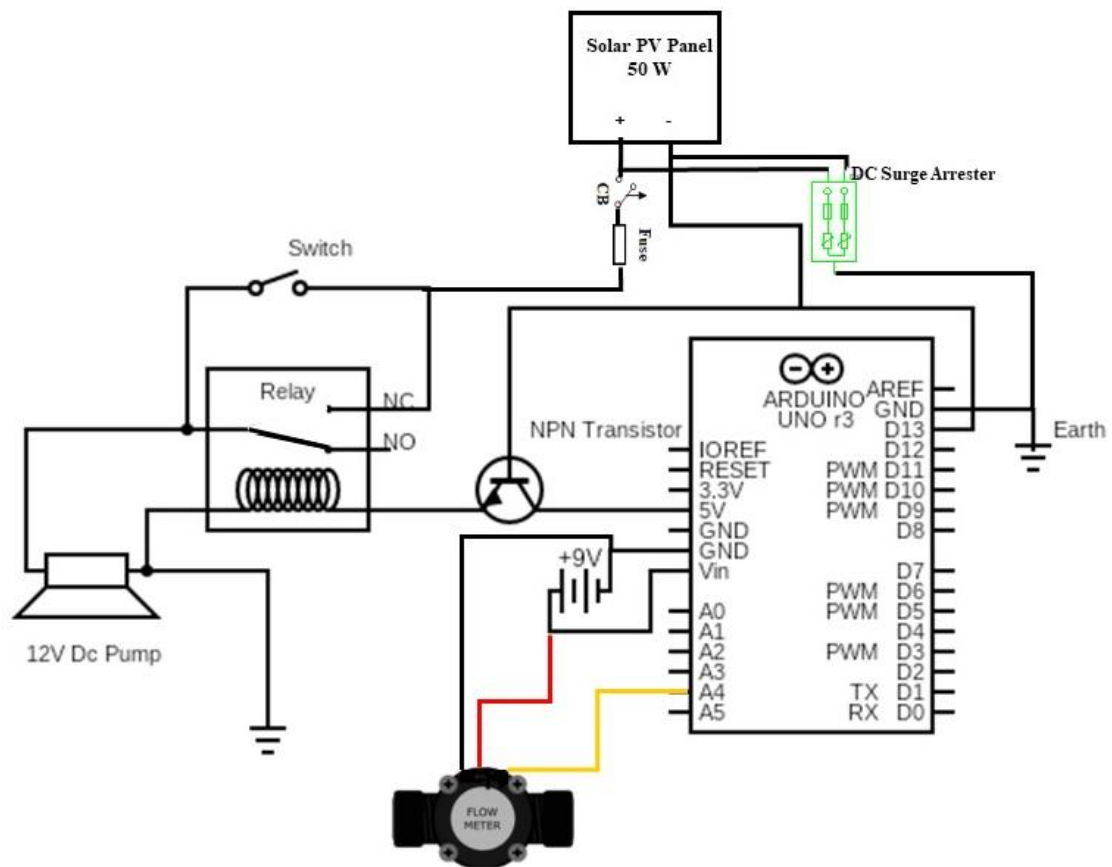 Solar PV Panel
50 W
+ -
DC Surge Arrester
CB
Fuse
Switch
Relay
NC
NO
NPN Transistor
ARDUINO
UNO r3
AREF
GND
D13
D12
PWM D11
PWM D10
PWM D9
D8
D7
PWM D6
PWM D5
D4
PWM D3
D2
TX D1
RX D0
IOREF
RESET
3.3V
5V
GND
GND
Vin
A0
A1
A2
A3
A4
A5
Earth
+9V
12V Dc Pump
FLOW
METER